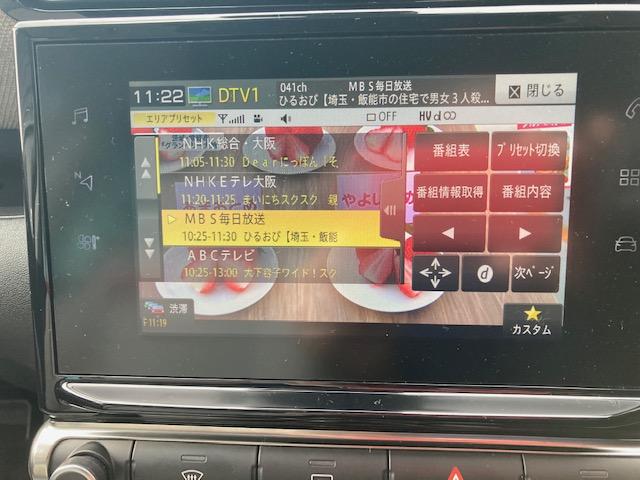 11:22 DTV1 041ch MBS毎日放送 閉じる
ひるおび【埼玉・飯能市の住宅で男女3人殺...
エリアプリセット OFF HV
NHK総合・大阪
11:05-11:30 Dearにっぽん!そ
NHKEテレ大阪
11:20-11:25 まいにちスクスク 親
MBS毎日放送
10:25-11:30 ひるおび【埼玉・飯能
ABCテレビ
10:25-13:00 大下容子ワイド!スク
番組表 プリセット切換
番組情報取得 番組内容
d 次ページ
渋滞
F11:19
カスタム
N